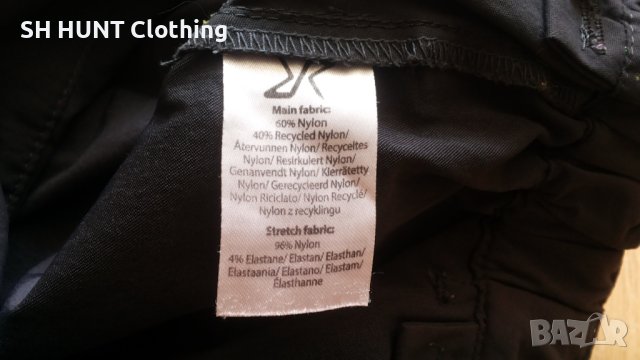 SH HUNT Clothing
Main fabric:
60% Nylon
40% Recycled Nylon/
Återvunnen Nylon/ Recyceltes
Nylon/ Resirkulert Nylon/
Genanvendt Nylon/ Kierrätetty
Nylon/ Gerecycleerd Nylon/
Nylon Riciclato/ Nylon Recyclé/
Nylon z recyklingu
Stretch fabric:
96% Nylon
4% Elastane/ Elastan/ Elasthan/
Elastaania/ Elastano/ Elastam/
Élasthanne
BAZAR